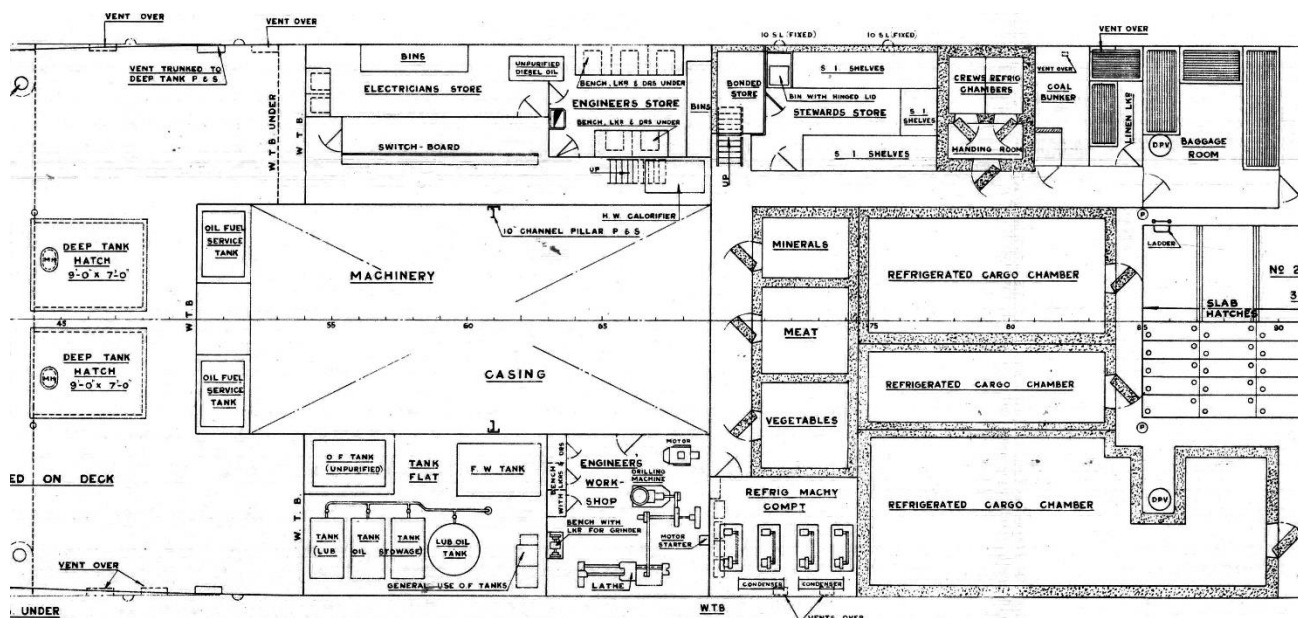 VENT OVER
VENT OVER
VENT TRUNKED TO
DEEP TANK P & S
W.T.B UNDER
W.T.B.
BINS
ELECTRICIANS STORE
SWITCH-BOARD
UNPURIFIED
DIESEL OIL
BENCH, LKR & DRS UNDER
ENGINEERS STORE
BENCH, LKR & DRS UNDER
BINS
UP
H.W. CALORIFIER
10" CHANNEL PILLAR P & S
BONDED
STORE
UP
10 S L (FIXED)
10 S L (FIXED)
S I SHELVES
BIN WITH HINGED LID
STEWARDS STORE
S I
SHELVES
S I SHELVES
CREWS REFRIG
CHAMBERS
HANDING ROOM
VENT OVER
COAL
BUNKER
VENT OVER
LINEN LKR
DPV
BAGGAGE
ROOM
DEEP TANK
HATCH
9'-0" x 7'-0"
MH
OIL FUEL
SERVICE
TANK
MACHINERY
CASING
W T B
45
55
60
65
75
80
85
90
DEEP TANK
HATCH
9'-0" x 7'-0"
MH
OIL FUEL
SERVICE
TANK
MINERALS
MEAT
VEGETABLES
REFRIGERATED CARGO CHAMBER
REFRIGERATED CARGO CHAMBER
REFRIGERATED CARGO CHAMBER
P
LADDER
Nº 2
3
SLAB
HATCHES
P
DPV
ED ON DECK
W.T.B.
O F TANK
(UNPURIFIED)
TANK
FLAT
F. W TANK
TANK
(LUB
TANK
OIL
TANK
STOWAGE)
LUB OIL
TANK
GENERAL USE O.F TANKS
BENCH
WITH LKRS & DRS
ENGINEERS
WORK-
SHOP
MOTOR
DRILLING
MACHINE
BENCH WITH
LKR FOR GRINDER
MOTOR
STARTER
LATHE
REFRIG MACHY
COMPT
CONDENSER
CONDENSER
VENT OVER
UNDER
W.T.B
VENTS OVER